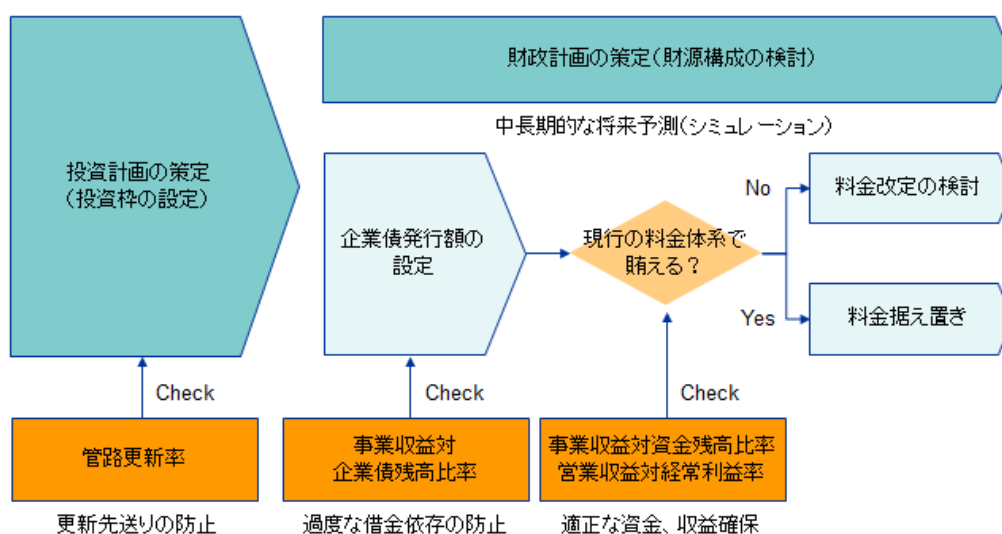 財政計画の策定(財源構成の検討)
中長期的な将来予測(シミュレーション)
投資計画の策定
(投資枠の設定)
企業債発行額の
設定
現行の料金体系で
賄える?
No
料金改定の検討
Yes
料金据え置き
Check
Check
Check
管路更新率
事業収益対
企業債残高比率
事業収益対資金残高比率
営業収益対経常利益率
更新先送りの防止
過度な借金依存の防止
適正な資金、収益確保